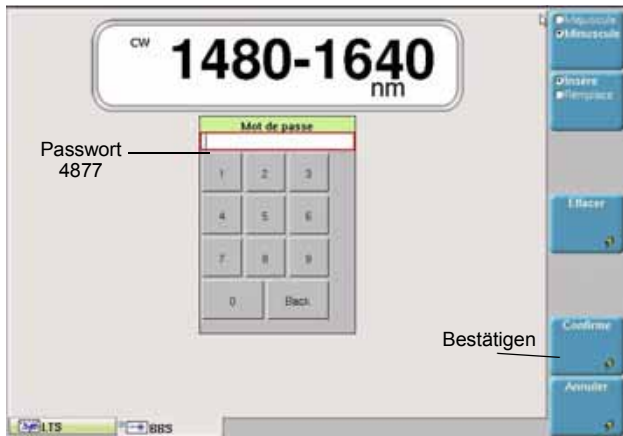 CW 1480-1640
nm
Majuscule
Minuscule
Insère
Remplace
Mot de passe
Passwort
4877
1 2 3
4 5 6
7 8 9
0 Back
Effacer
Bestätigen
Confirme
Annuler
LTS BBS